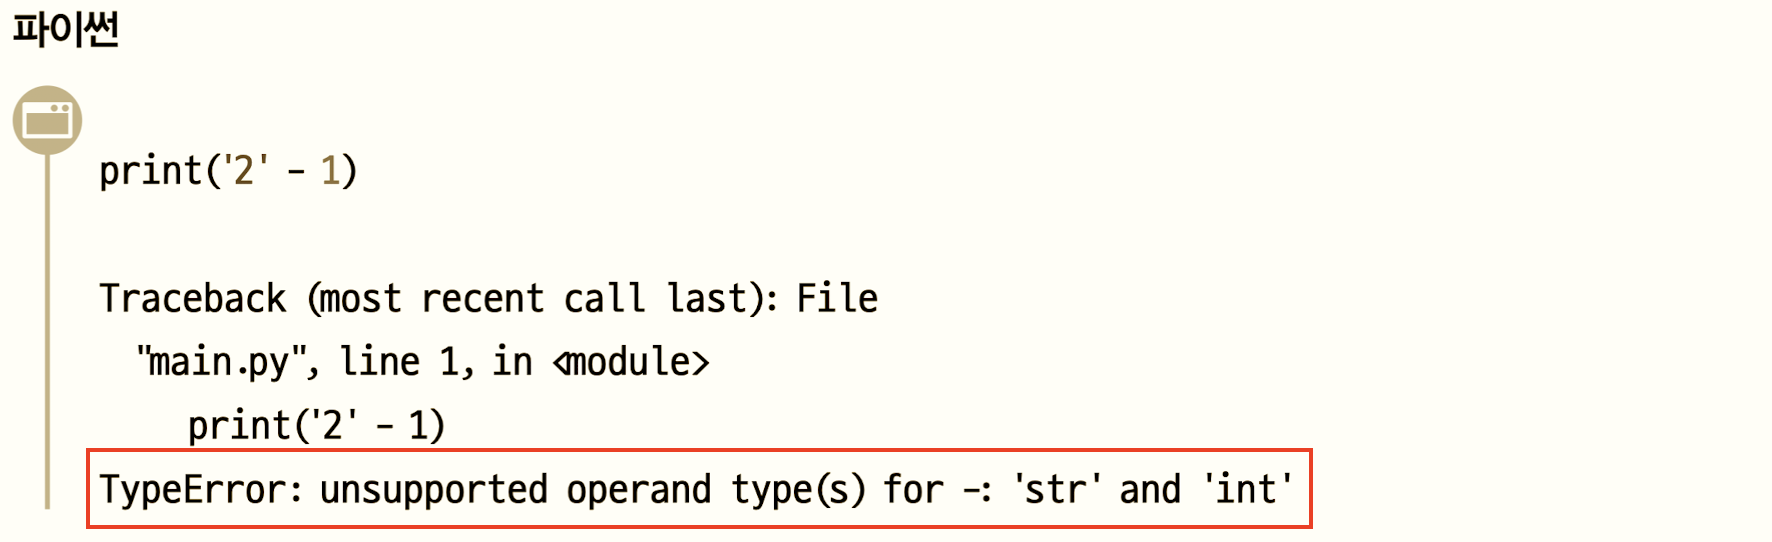 파이썬
print('2' - 1)
Traceback (most recent call last): File
"main.py", line 1, in <module>
print('2' - 1)
TypeError: unsupported operand type(s) for -: 'str' and 'int'